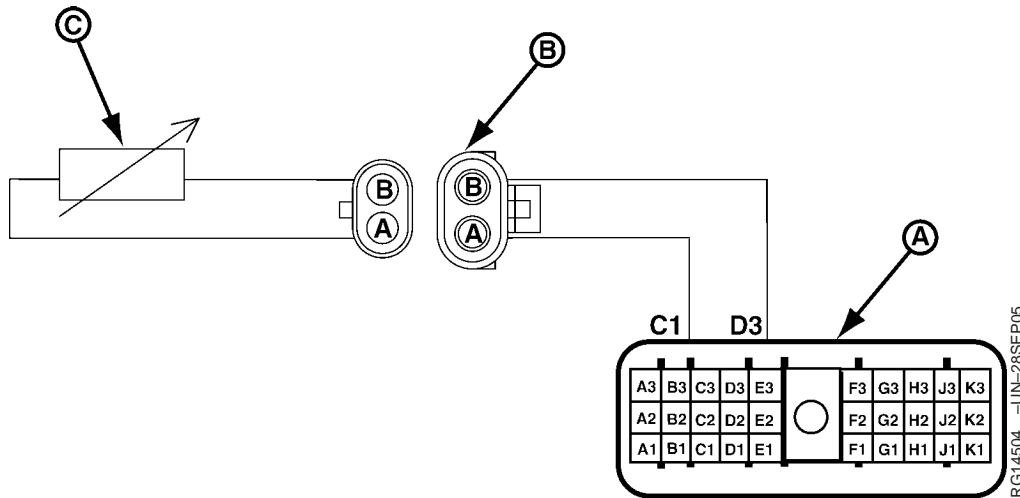 C
B
B
B
A
A
A
C1 D3
A3 B3 C3 D3 E3 F3 G3 H3 J3 K3
A2 B2 C2 D2 E2 F2 G2 H2 J2 K2
A1 B1 C1 D1 E1 F1 G1 H1 J1 K1
RG14504 –UN–28SEP05